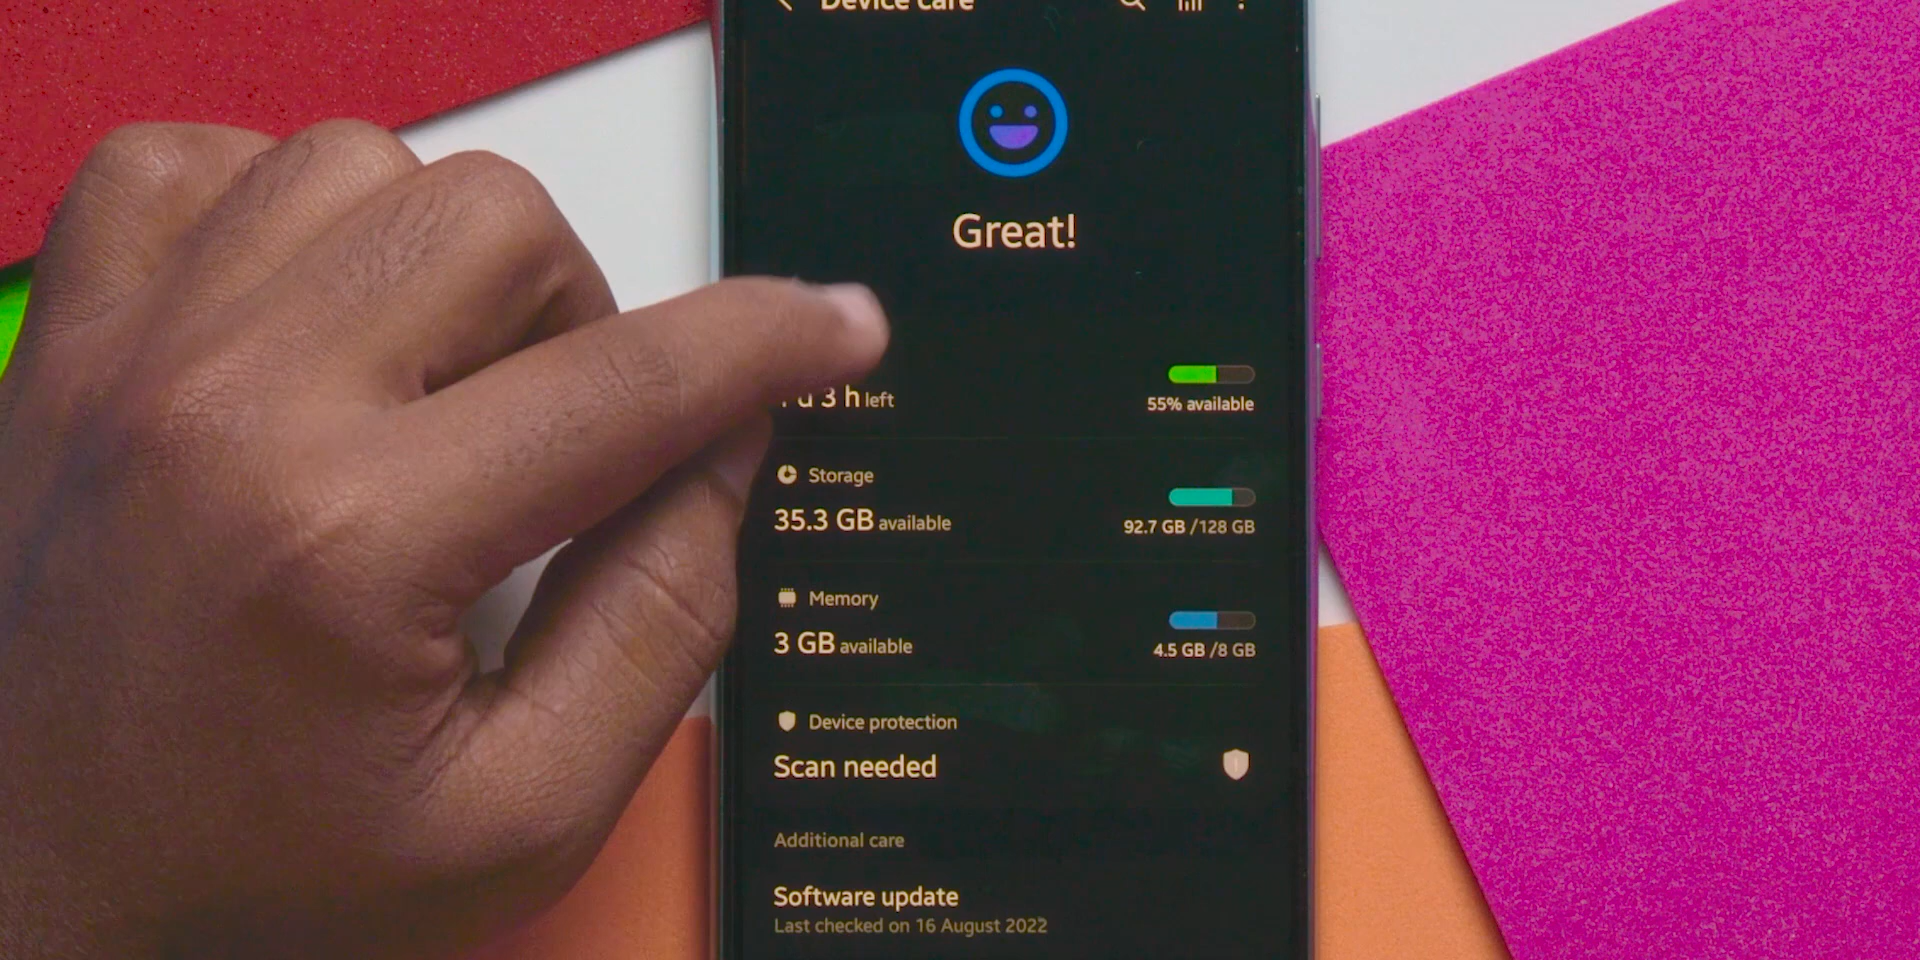 Device care
Great!
3 h left
55% available
Storage
35.3 GB available
92.7 GB /128 GB
Memory
3 GB available
4.5 GB /8 GB
Device protection
Scan needed
Additional care
Software update
Last checked on 16 August 2022